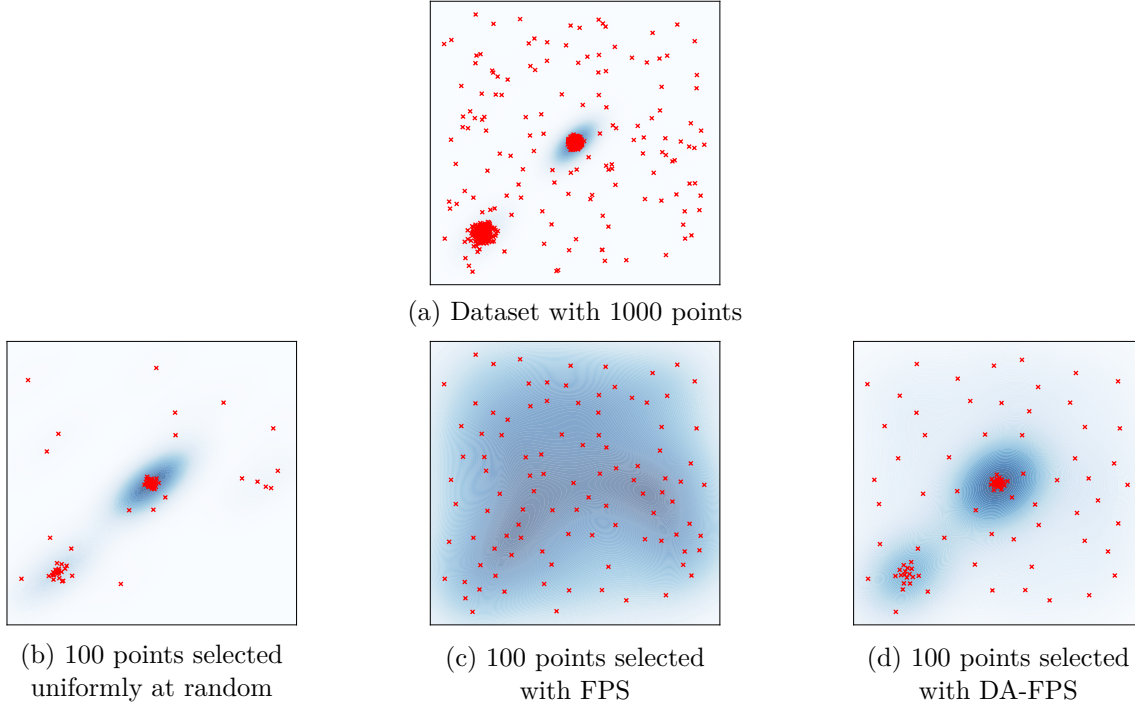 (a) Dataset with 1000 points
(b) 100 points selected
uniformly at random
(c) 100 points selected
with FPS
(d) 100 points selected
with DA-FPS